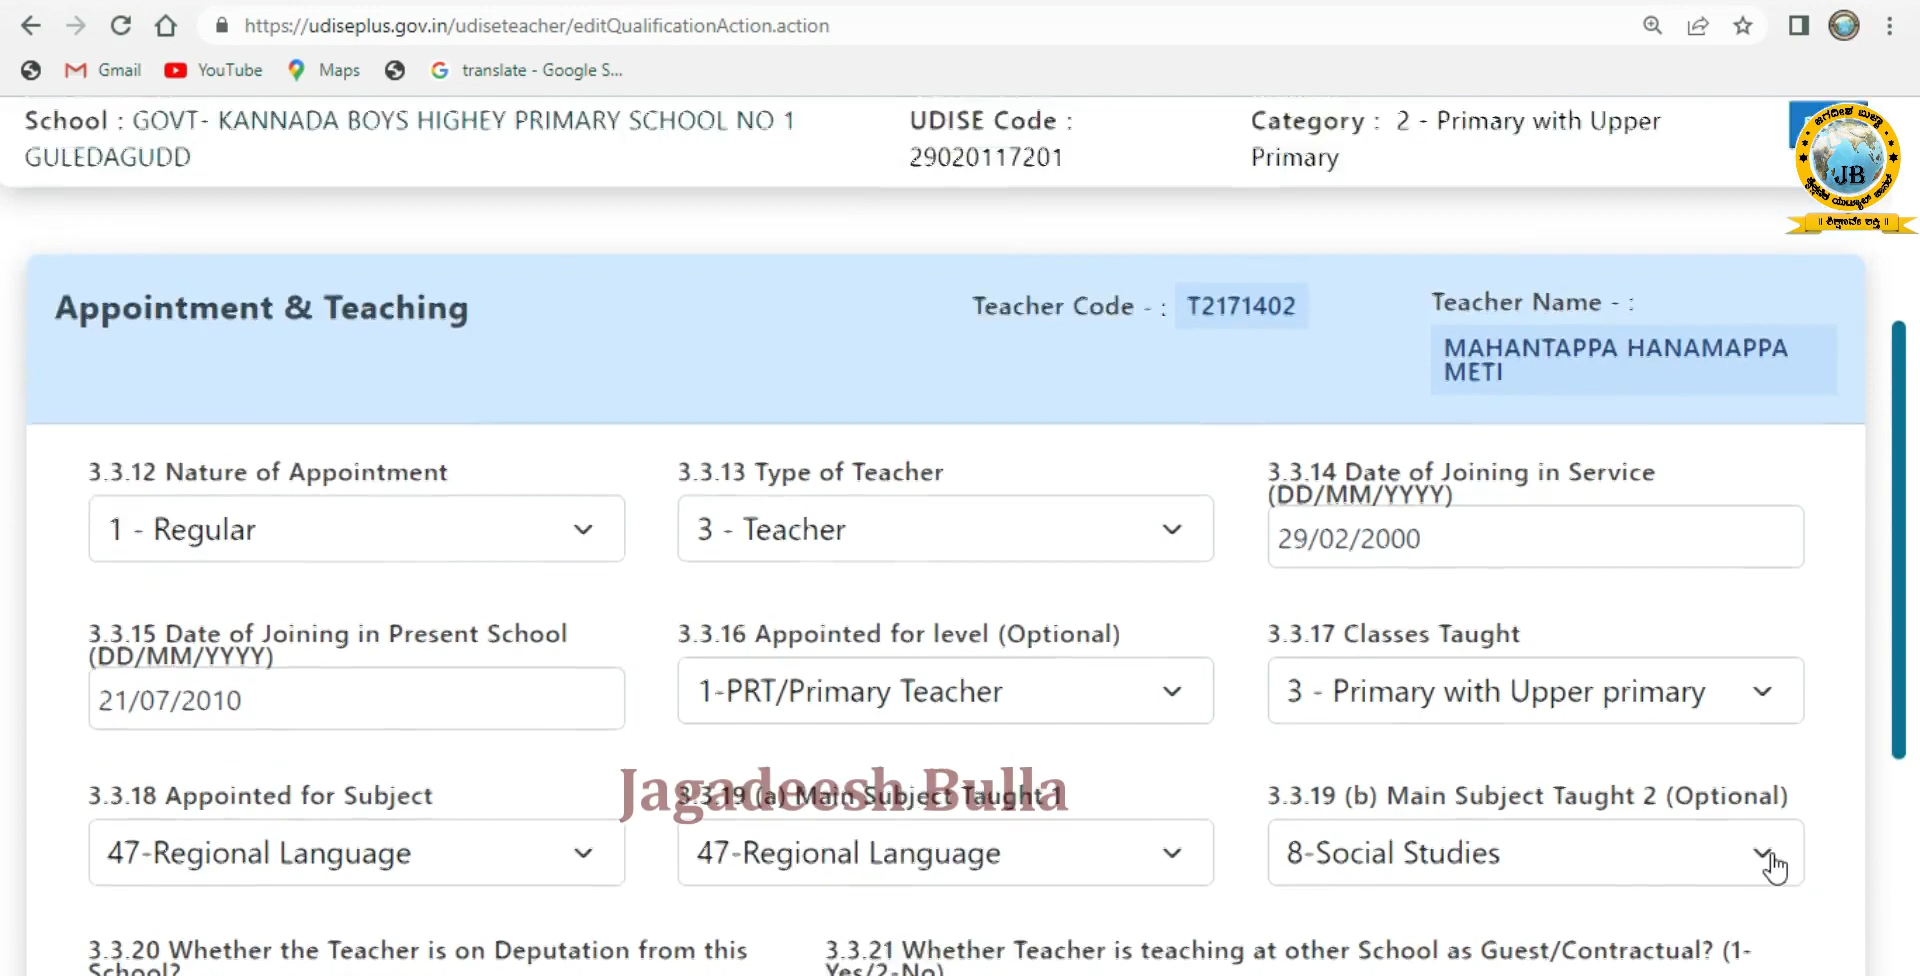 https://udiseplus.gov.in/udiseteacher/editQualificationAction.action
Gmail YouTube Maps translate - Google S...
School : GOVT- KANNADA BOYS HIGHEY PRIMARY SCHOOL NO 1
GULEDAGUDD
UDISE Code :
29020117201
Category : 2 - Primary with Upper
Primary
JB
Appointment & Teaching
Teacher Code - : T2171402
Teacher Name - :
MAHANTAPPA HANAMAPPA
METI
3.3.12 Nature of Appointment
1 - Regular
3.3.13 Type of Teacher
3 - Teacher
3.3.14 Date of Joining in Service
(DD/MM/YYYY)
29/02/2000
3.3.15 Date of Joining in Present School
(DD/MM/YYYY)
21/07/2010
3.3.16 Appointed for level (Optional)
1-PRT/Primary Teacher
3.3.17 Classes Taught
3 - Primary with Upper primary
Jagadeesh Bulla
3.3.18 Appointed for Subject
47-Regional Language
3.3.19 (a) Main Subject Taught 1
47-Regional Language
3.3.19 (b) Main Subject Taught 2 (Optional)
8-Social Studies
3.3.20 Whether the Teacher is on Deputation from this
School?
3.3.21 Whether Teacher is teaching at other School as Guest/Contractual? (1-
Yes/2-No)